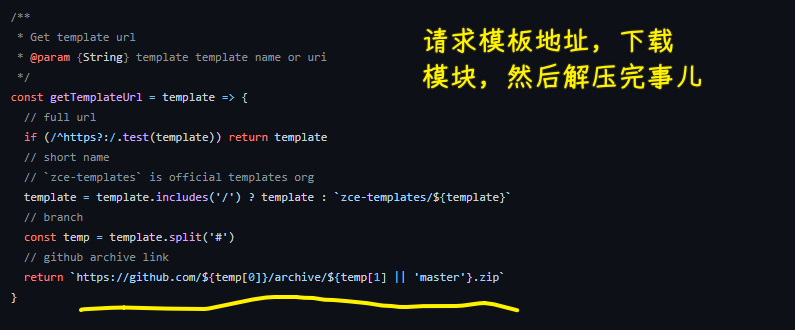 /**
 * Get template url
 * @param {String} template template name or uri
 */
const getTemplateUrl = template => {
  // full url
  if (/^https?:/.test(template)) return template
  // short name
  // `zce-templates` is official templates org
  template = template.includes('/') ? template : `zce-templates/${template}`
  // branch
  const temp = template.split('#')
  // github archive link
  return `https://github.com/${temp[0]}/archive/${temp[1] || 'master'}.zip`
}
请求模板地址，下载
模块，然后解压完事儿